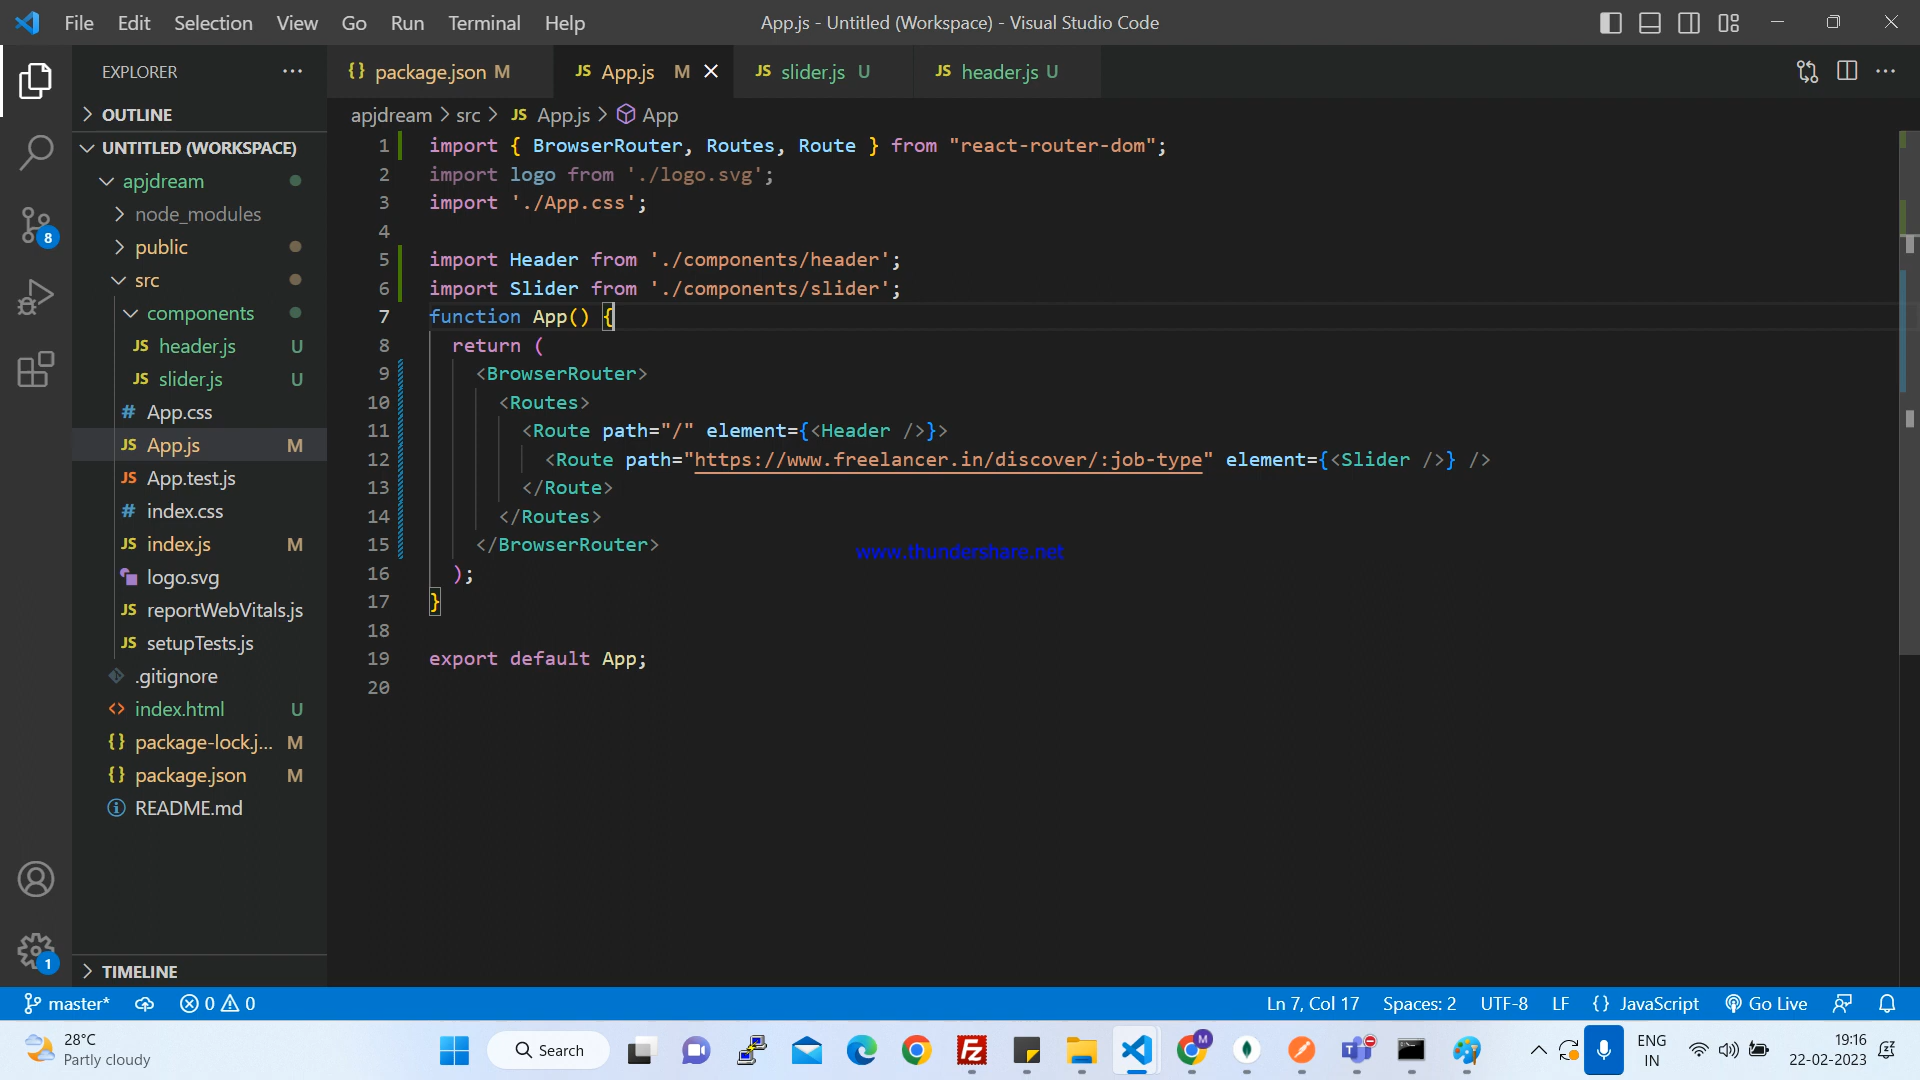 File Edit Selection View Go Run Terminal Help
App.js - Untitled (Workspace) - Visual Studio Code
EXPLORER
OUTLINE
UNTITLED (WORKSPACE)
apjdream
node_modules
public
src
components
JS header.js U
JS slider.js U
# App.css
JS App.js M
JS App.test.js
# index.css
JS index.js M
logo.svg
JS reportWebVitals.js
JS setupTests.js
.gitignore
<> index.html U
{} package-lock.j... M
{} package.json M
README.md
TIMELINE
8
1
{} package.json M
JS App.js M
JS slider.js U
JS header.js U
apjdream > src > JS App.js > App
1 import { BrowserRouter, Routes, Route } from "react-router-dom";
2 import logo from './logo.svg';
3 import './App.css';
4
5 import Header from './components/header';
6 import Slider from './components/slider';
7 function App() {
8 return (
9 <BrowserRouter>
10 <Routes>
11 <Route path="/" element={<Header />}>
12 <Route path="https://www.freelancer.in/discover/:job-type" element={<Slider />} />
13 </Route>
14 </Routes>
15 </BrowserRouter>
16 );
17 }
18
19 export default App;
20
www.thundershare.net
master* 0 0
Ln 7, Col 17 Spaces: 2 UTF-8 LF {} JavaScript Go Live
28°C
Partly cloudy
Search
M
ENG
IN
19:16
22-02-2023